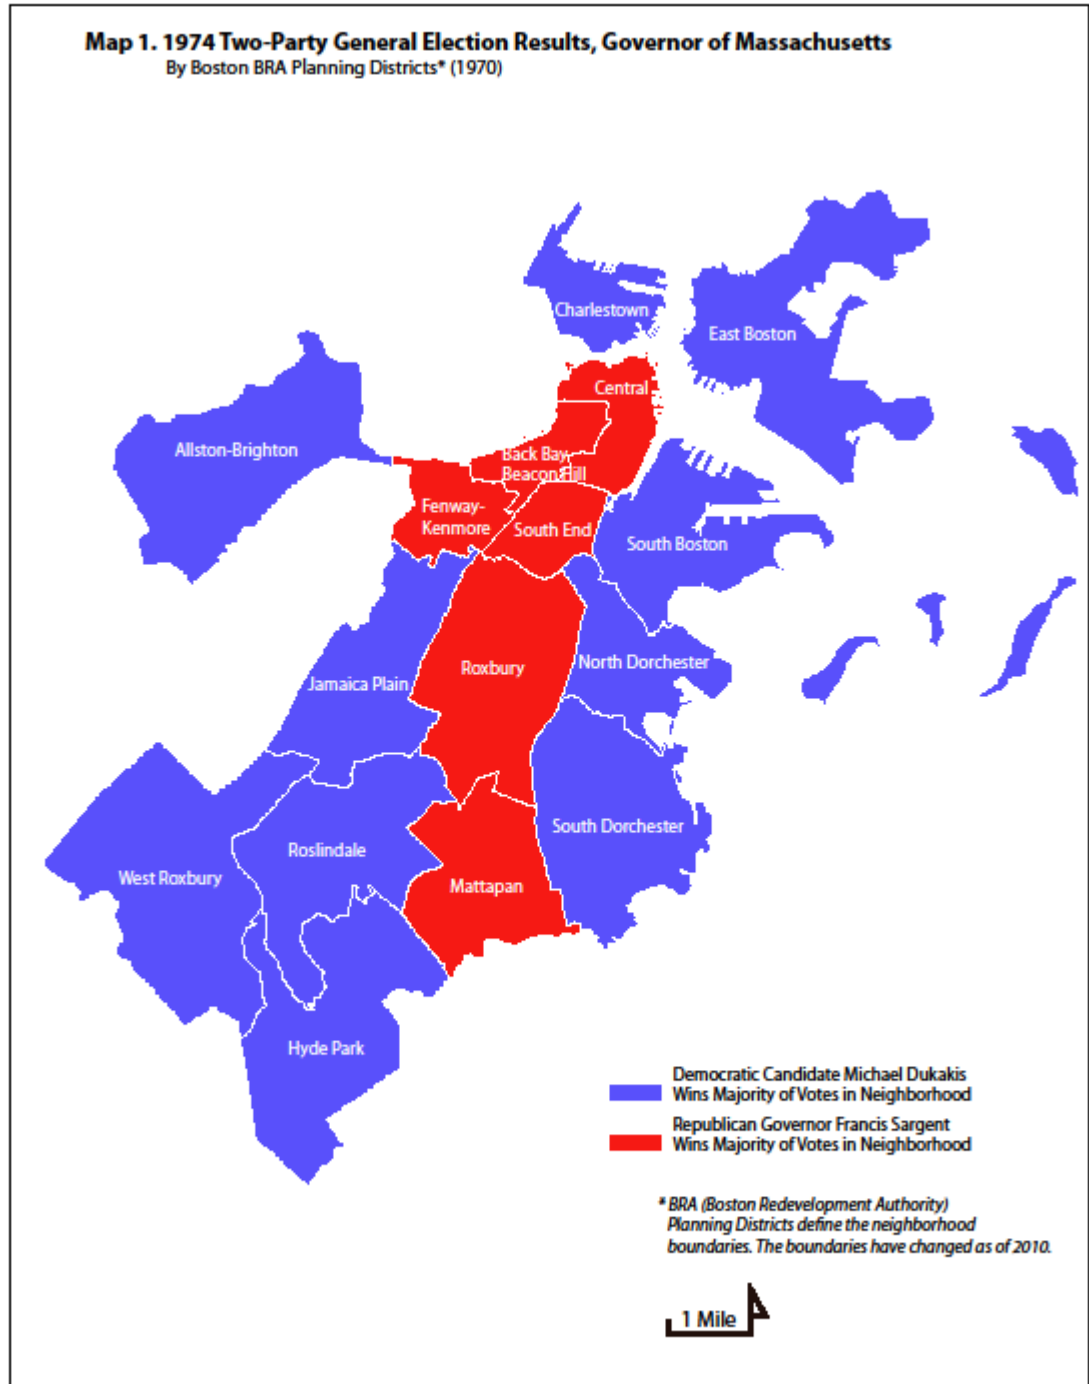 Map 1. 1974 Two-Party General Election Results, Governor of Massachusetts
By Boston BRA Planning Districts* (1970)
Charlestown
East Boston
Central
Allston-Brighton
Back Bay
Beacon Hill
Fenway-
Kenmore
South End
South Boston
Roxbury
North Dorchester
Jamaica Plain
South Dorchester
Roslindale
West Roxbury
Mattapan
Hyde Park
Democratic Candidate Michael Dukakis
Wins Majority of Votes in Neighborhood
Republican Governor Francis Sargent
Wins Majority of Votes in Neighborhood
* BRA (Boston Redevelopment Authority)
Planning Districts define the neighborhood
boundaries. The boundaries have changed as of 2010.
1 Mile